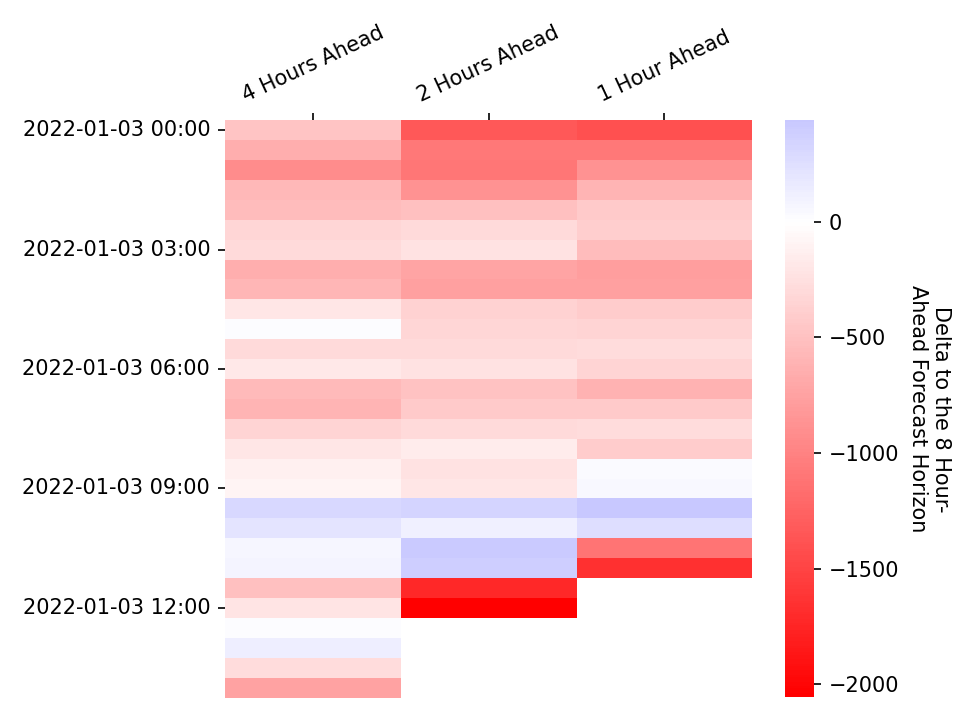 4 Hours Ahead
2 Hours Ahead
1 Hour Ahead
2022-01-03 00:00
2022-01-03 03:00
2022-01-03 06:00
2022-01-03 09:00
2022-01-03 12:00
0
−500
−1000
−1500
−2000
Delta to the 8 Hour-
Ahead Forecast Horizon